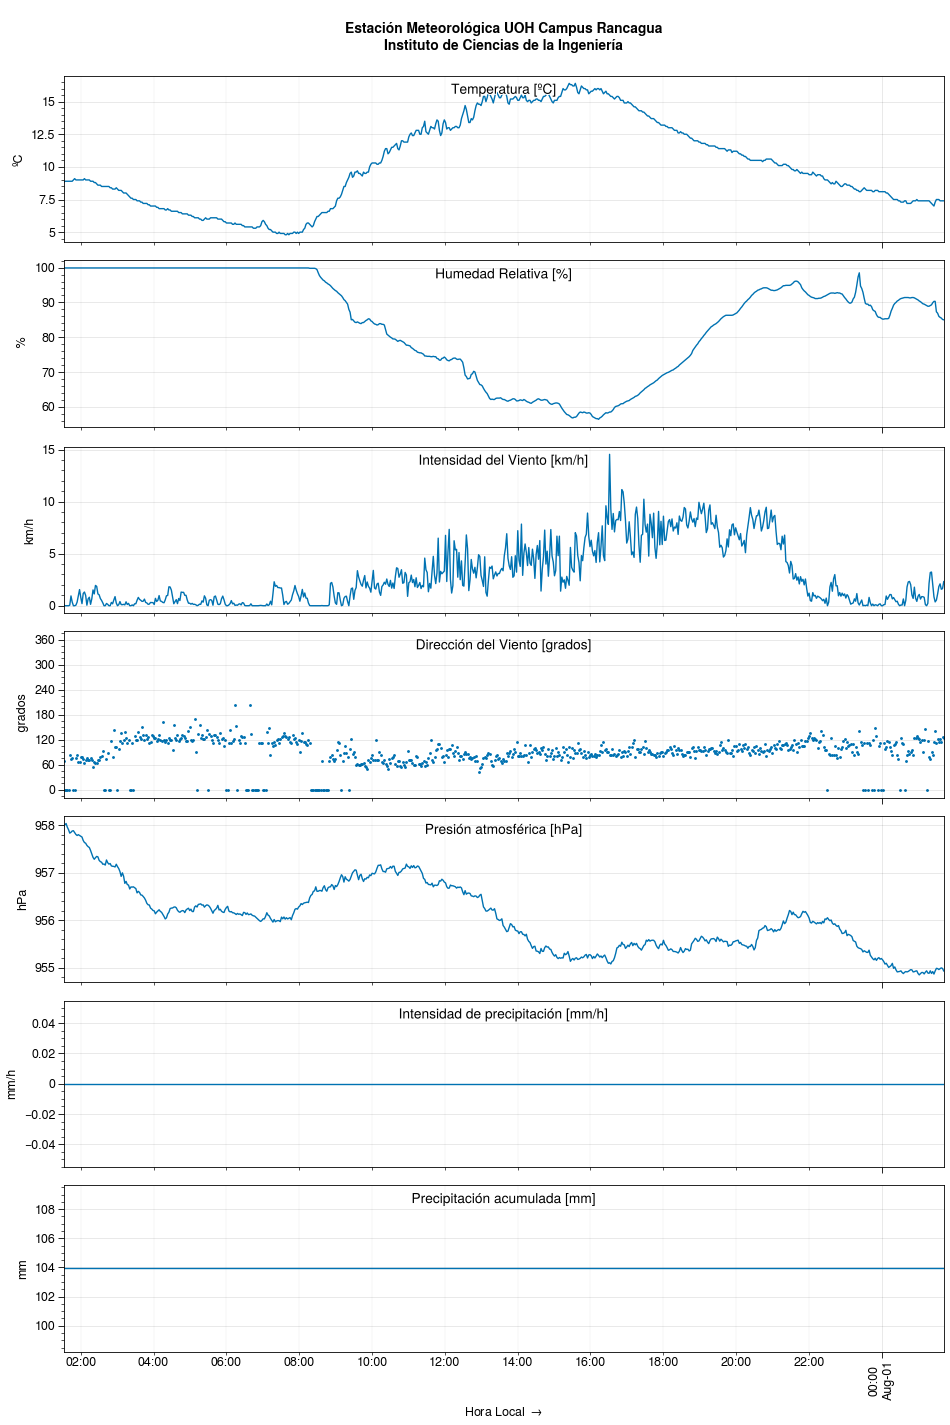 Estación Meteorológica UOH Campus Rancagua
Instituto de Ciencias de la Ingeniería
Temperatura [ºC]
15
12.5
10
7.5
5
ºC
Humedad Relativa [%]
100
90
80
70
60
%
Intensidad del Viento [km/h]
15
10
5
0
km/h
Dirección del Viento [grados]
360
300
240
180
120
60
0
grados
Presión atmosférica [hPa]
958
957
956
955
hPa
Intensidad de precipitación [mm/h]
0.04
0.02
0
−0.02
−0.04
mm/h
Precipitación acumulada [mm]
108
106
104
102
100
mm
02:00 04:00 06:00 08:00 10:00 12:00 14:00 16:00 18:00 20:00 22:00 00:00
Aug-01
Hora Local →